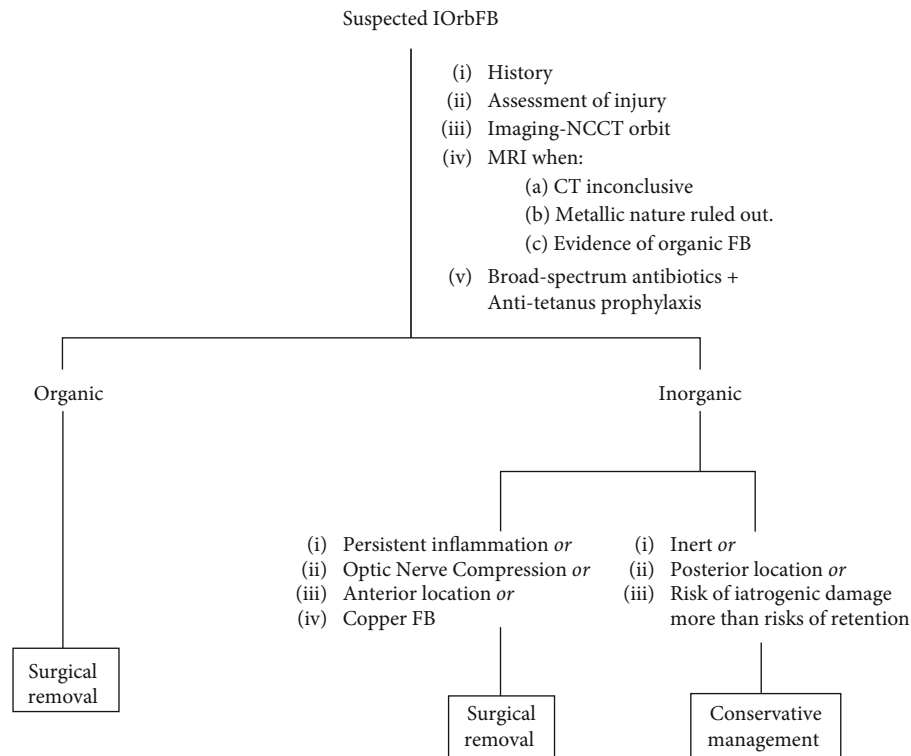 Suspected IOrbFB
(i) History
(ii) Assessment of injury
(iii) Imaging-NCCT orbit
(iv) MRI when:
(a) CT inconclusive
(b) Metallic nature ruled out.
(c) Evidence of organic FB
(v) Broad-spectrum antibiotics +
Anti-tetanus prophylaxis
Organic
Inorganic
(i) Persistent inflammation or
(ii) Optic Nerve Compression or
(iii) Anterior location or
(iv) Copper FB
(i) Inert or
(ii) Posterior location or
(iii) Risk of iatrogenic damage
more than risks of retention
Surgical
removal
Surgical
removal
Conservative
management